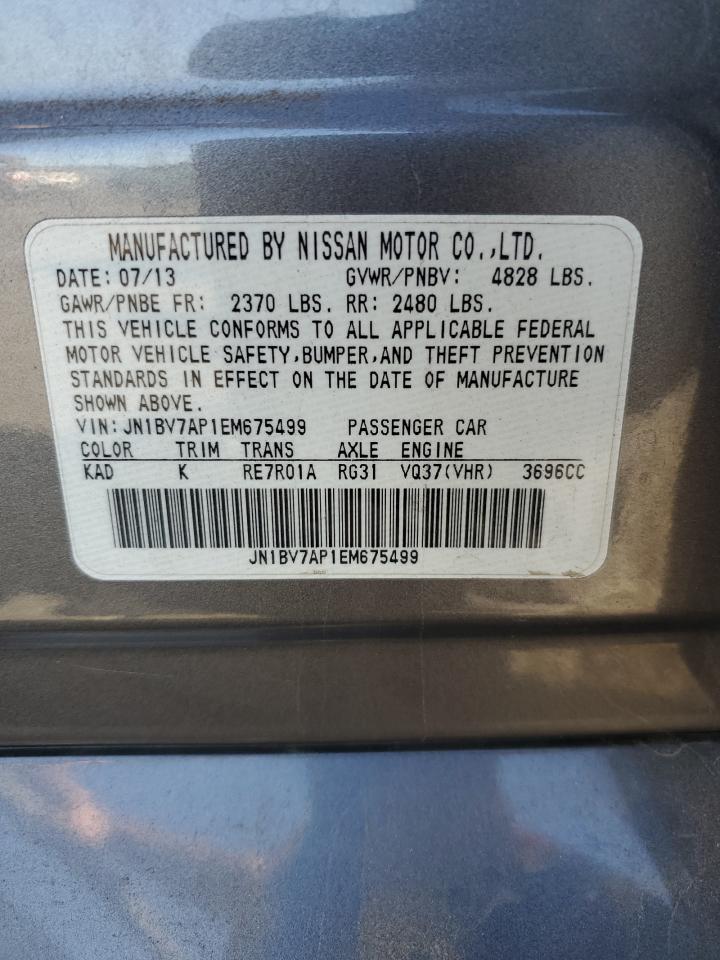 MANUFACTURED BY NISSAN MOTOR CO.,LTD.
DATE: 07/13 GVWR/PNBV: 4828 LBS.
GAWR/PNBE FR: 2370 LBS. RR: 2480 LBS.
THIS VEHICLE CONFORMS TO ALL APPLICABLE FEDERAL
MOTOR VEHICLE SAFETY,BUMPER,AND THEFT PREVENTION
STANDARDS IN EFFECT ON THE DATE OF MANUFACTURE
SHOWN ABOVE.
VIN:JN1BV7AP1EM675499 PASSENGER CAR
COLOR TRIM TRANS AXLE ENGINE
KAD K RE7R01A RG31 VQ37(VHR) 3696CC
JN1BV7AP1EM675499